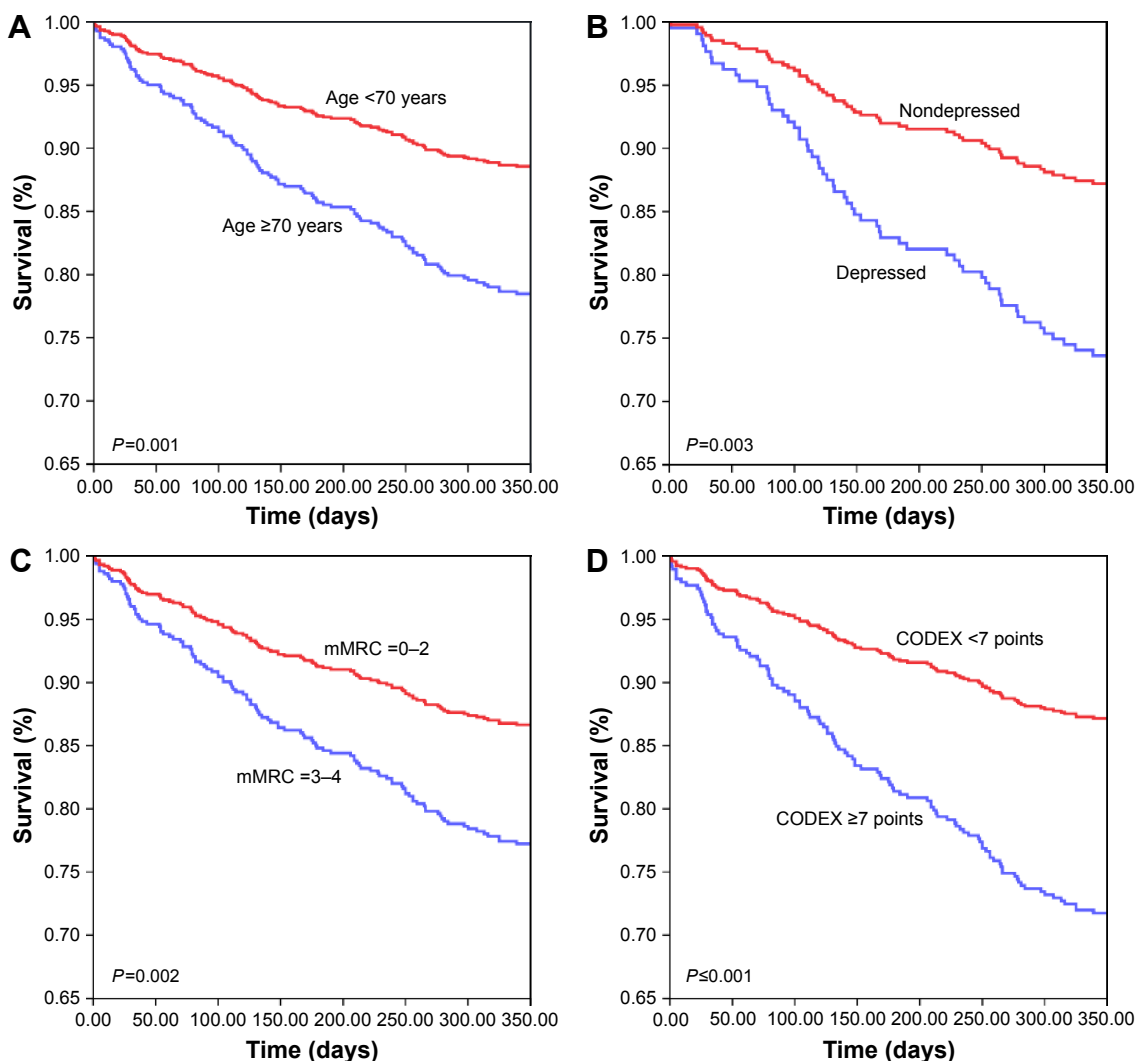 A
Survival (%)
1.00
0.95
0.90
0.85
0.80
0.75
0.70
0.65
Age <70 years
Age ≥70 years
P=0.001
0.00 50.00 100.00 150.00 200.00 250.00 300.00 350.00
Time (days)
B
Survival (%)
1.00
0.95
0.90
0.85
0.80
0.75
0.70
0.65
Nondepressed
Depressed
P=0.003
0.00 50.00 100.00 150.00 200.00 250.00 300.00 350.00
Time (days)
C
Survival (%)
1.00
0.95
0.90
0.85
0.80
0.75
0.70
0.65
mMRC =0–2
mMRC =3–4
P=0.002
0.00 50.00 100.00 150.00 200.00 250.00 300.00 350.00
Time (days)
D
Survival (%)
1.00
0.95
0.90
0.85
0.80
0.75
0.70
0.65
CODEX <7 points
CODEX ≥7 points
P≤0.001
0.00 50.00 100.00 150.00 200.00 250.00 300.00 350.00
Time (days)